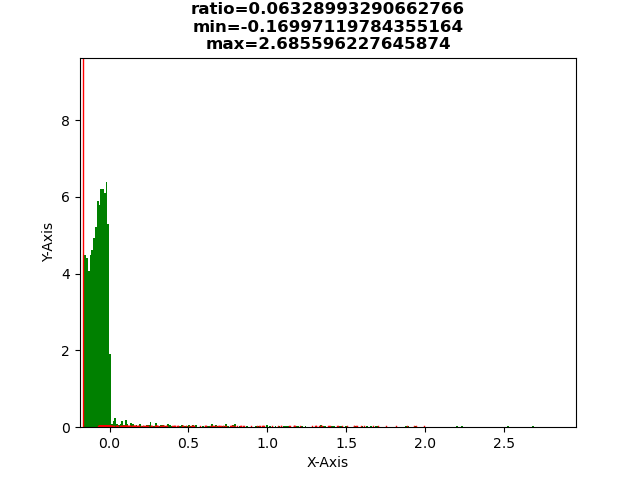 ratio=0.06328993290662766
min=-0.16997119784355164
max=2.685596227645874
8
6
4
2
0
Y-Axis
0.0 0.5 1.0 1.5 2.0 2.5
X-Axis